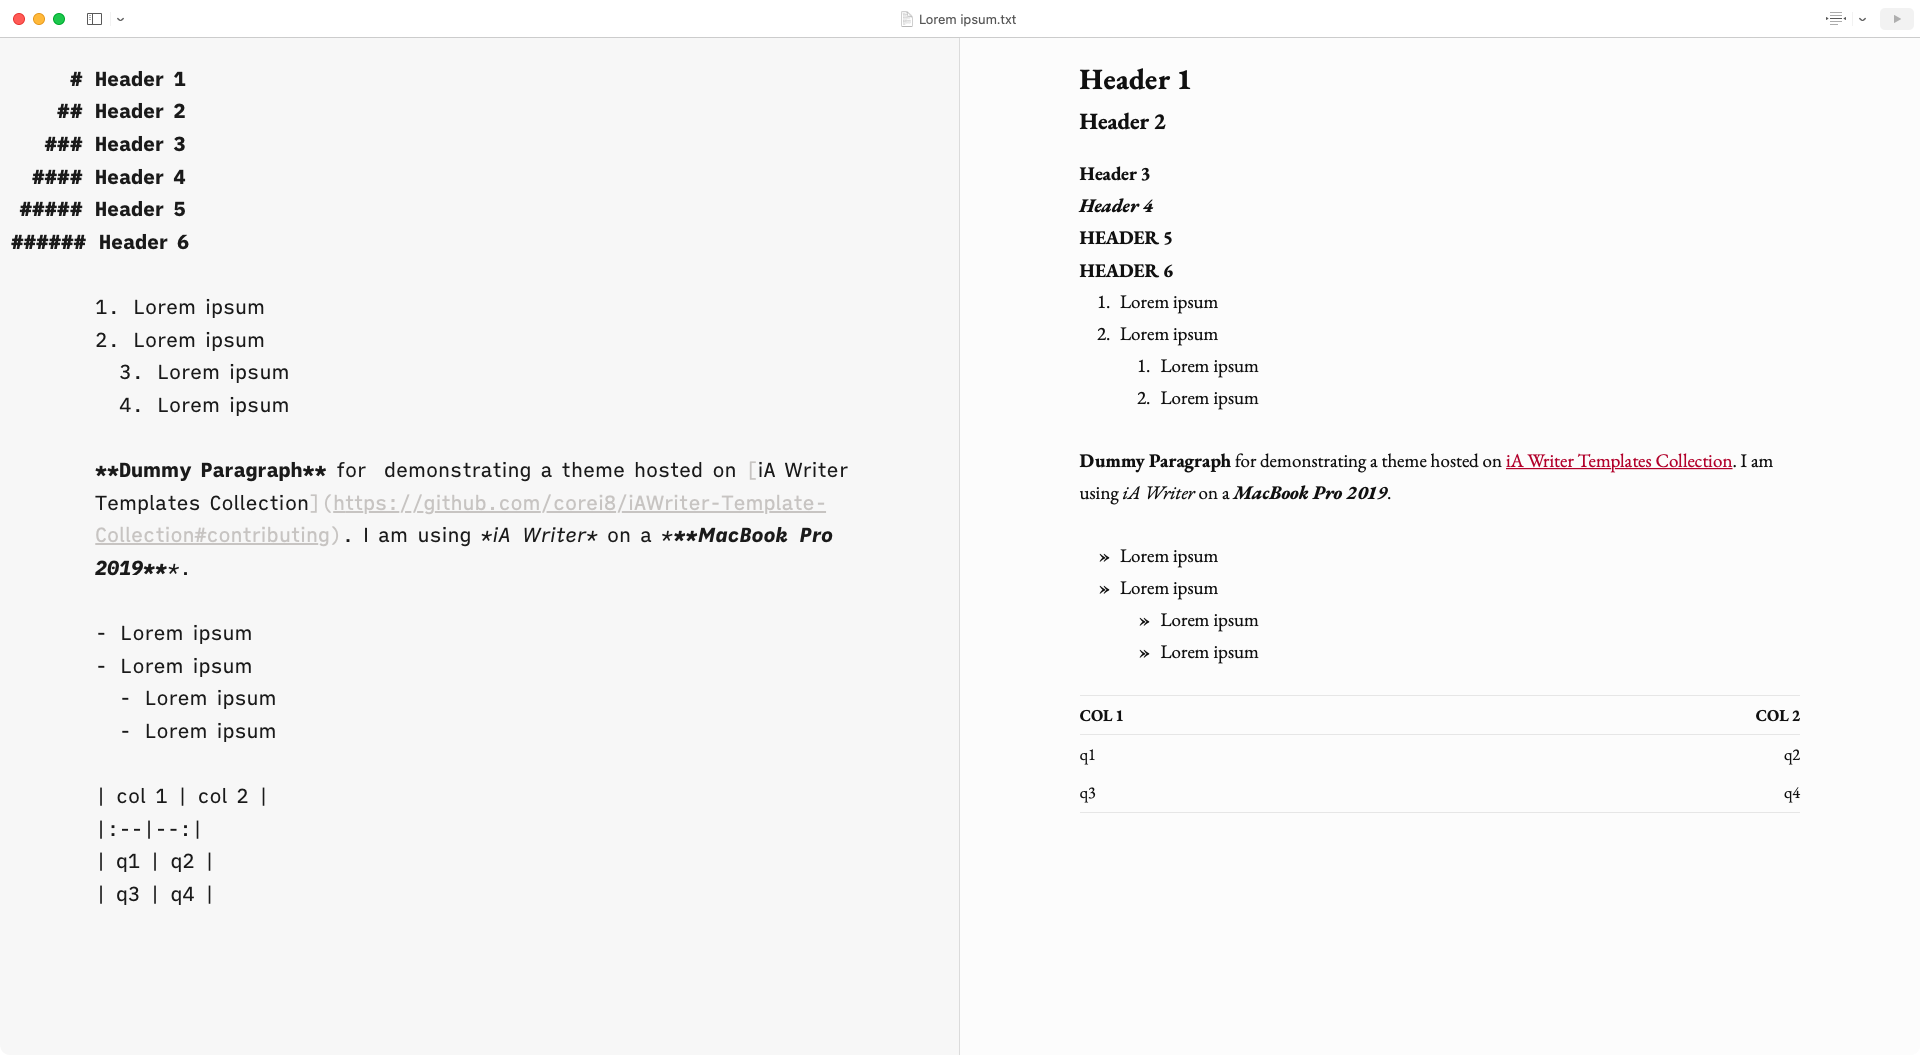 Lorem ipsum.txt
# Header 1
## Header 2
### Header 3
#### Header 4
##### Header 5
###### Header 6
1. Lorem ipsum
2. Lorem ipsum
3. Lorem ipsum
4. Lorem ipsum
**Dummy Paragraph** for  demonstrating a theme hosted on [iA Writer
Templates Collection](https://github.com/corei8/iAWriter-Template-
Collection#contributing). I am using *iA Writer* on a ***MacBook Pro
2019***.
- Lorem ipsum
- Lorem ipsum
- Lorem ipsum
- Lorem ipsum
| col 1 | col 2 |
|:--|--:|
| q1 | q2 |
| q3 | q4 |
Header 1
Header 2
Header 3
Header 4
HEADER 5
HEADER 6
1. Lorem ipsum
2. Lorem ipsum
1. Lorem ipsum
2. Lorem ipsum
Dummy Paragraph for demonstrating a theme hosted on iA Writer Templates Collection. I am
using iA Writer on a MacBook Pro 2019.
» Lorem ipsum
» Lorem ipsum
» Lorem ipsum
» Lorem ipsum
COL 1 COL 2
q1 q2
q3 q4